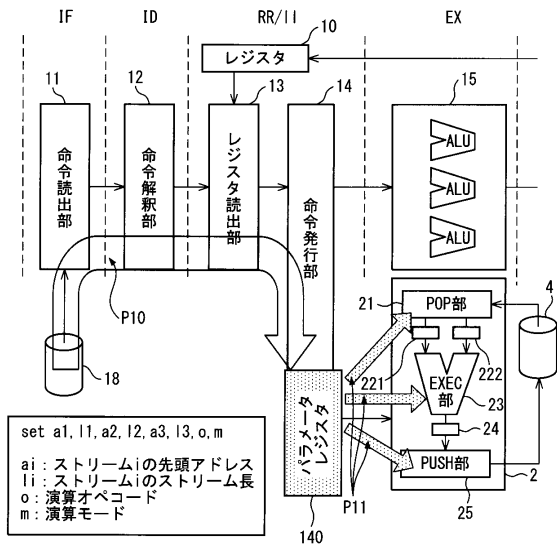 IF
ID
RR/II
EX
10
レジスタ
11
12
13
14
15
命令読出部
命令解釈部
レジスタ読出部
命令発行部
ALU
ALU
ALU
P10
18
21
POP部
4
221
222
EXEC部
23
24
PUSH部
25
2
P11
パラメータレジスタ
140
set a1,l1,a2,l2,a3,l3,o,m
ai:ストリームiの先頭アドレス
li:ストリームiのストリーム長
o:演算オペコード
m:演算モード